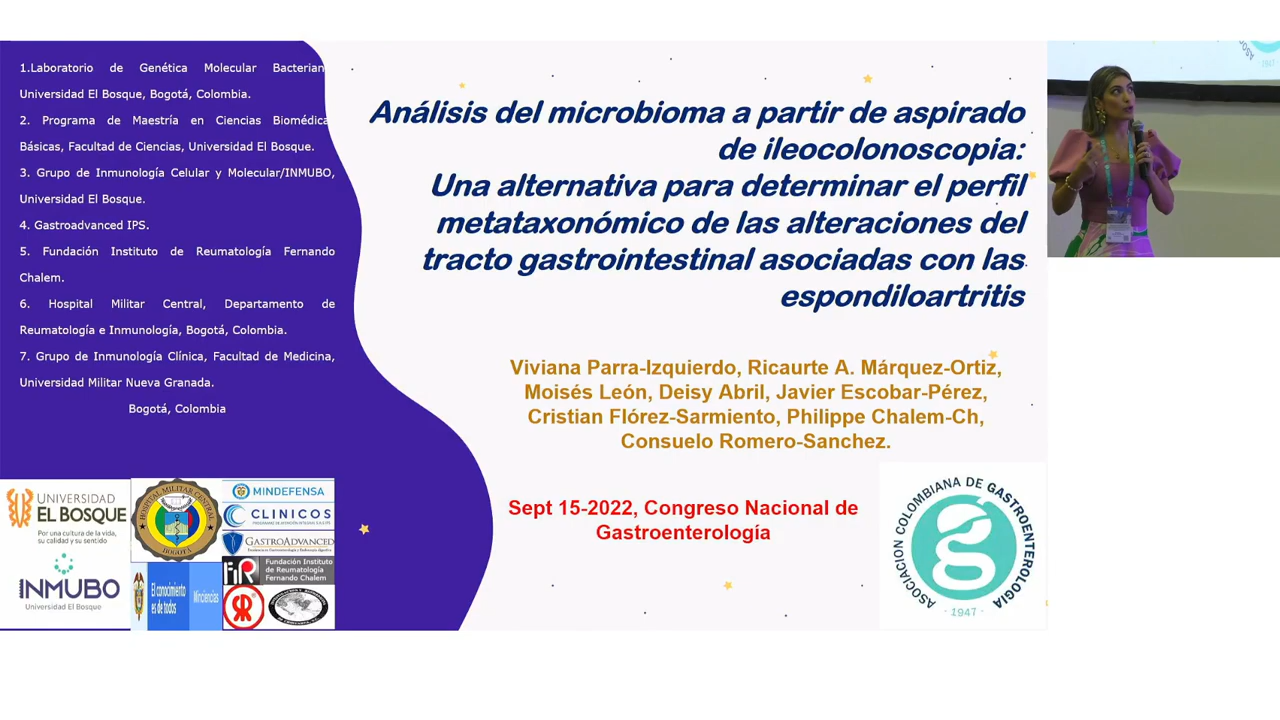 1.Laboratorio de Genética Molecular Bacterian
Universidad El Bosque, Bogotá, Colombia.
2. Programa de Maestría en Ciencias Biomédica
Básicas, Facultad de Ciencias, Universidad El Bosque.
3. Grupo de Inmunología Celular y Molecular/INMUBO,
Universidad El Bosque.
4. Gastroadvanced IPS.
5. Fundación Instituto de Reumatología Fernando
Chalem.
6. Hospital Militar Central, Departamento de
Reumatología e Inmunología, Bogotá, Colombia.
7. Grupo de Inmunología Clínica, Facultad de Medicina,
Universidad Militar Nueva Granada.
Bogotá, Colombia
Análisis del microbioma a partir de aspirado
de ileocolonoscopia:
Una alternativa para determinar el perfil
metataxonómico de las alteraciones del
tracto gastrointestinal asociadas con las
espondiloartritis
Viviana Parra-Izquierdo, Ricaurte A. Márquez-Ortiz,
Moisés León, Deisy Abril, Javier Escobar-Pérez,
Cristian Flórez-Sarmiento, Philippe Chalem-Ch,
Consuelo Romero-Sanchez.
Sept 15-2022, Congreso Nacional de
Gastroenterología
UNIVERSIDAD
EL BOSQUE
Por una cultura de la vida,
su calidad y su sentido
INMUBO
Universidad El Bosque
HOSPITAL MILITAR CENTRAL
BOGOTÁ
MINDEFENSA
CLINICOS
GASTROADVANCED
FIR
Fundación Instituto
de Reumatología
Fernando Chalem
El conocimiento
es de todos
Minciencias
ASOCIACION COLOMBIANA DE GASTROENTEROLOGIA
- 1947 -